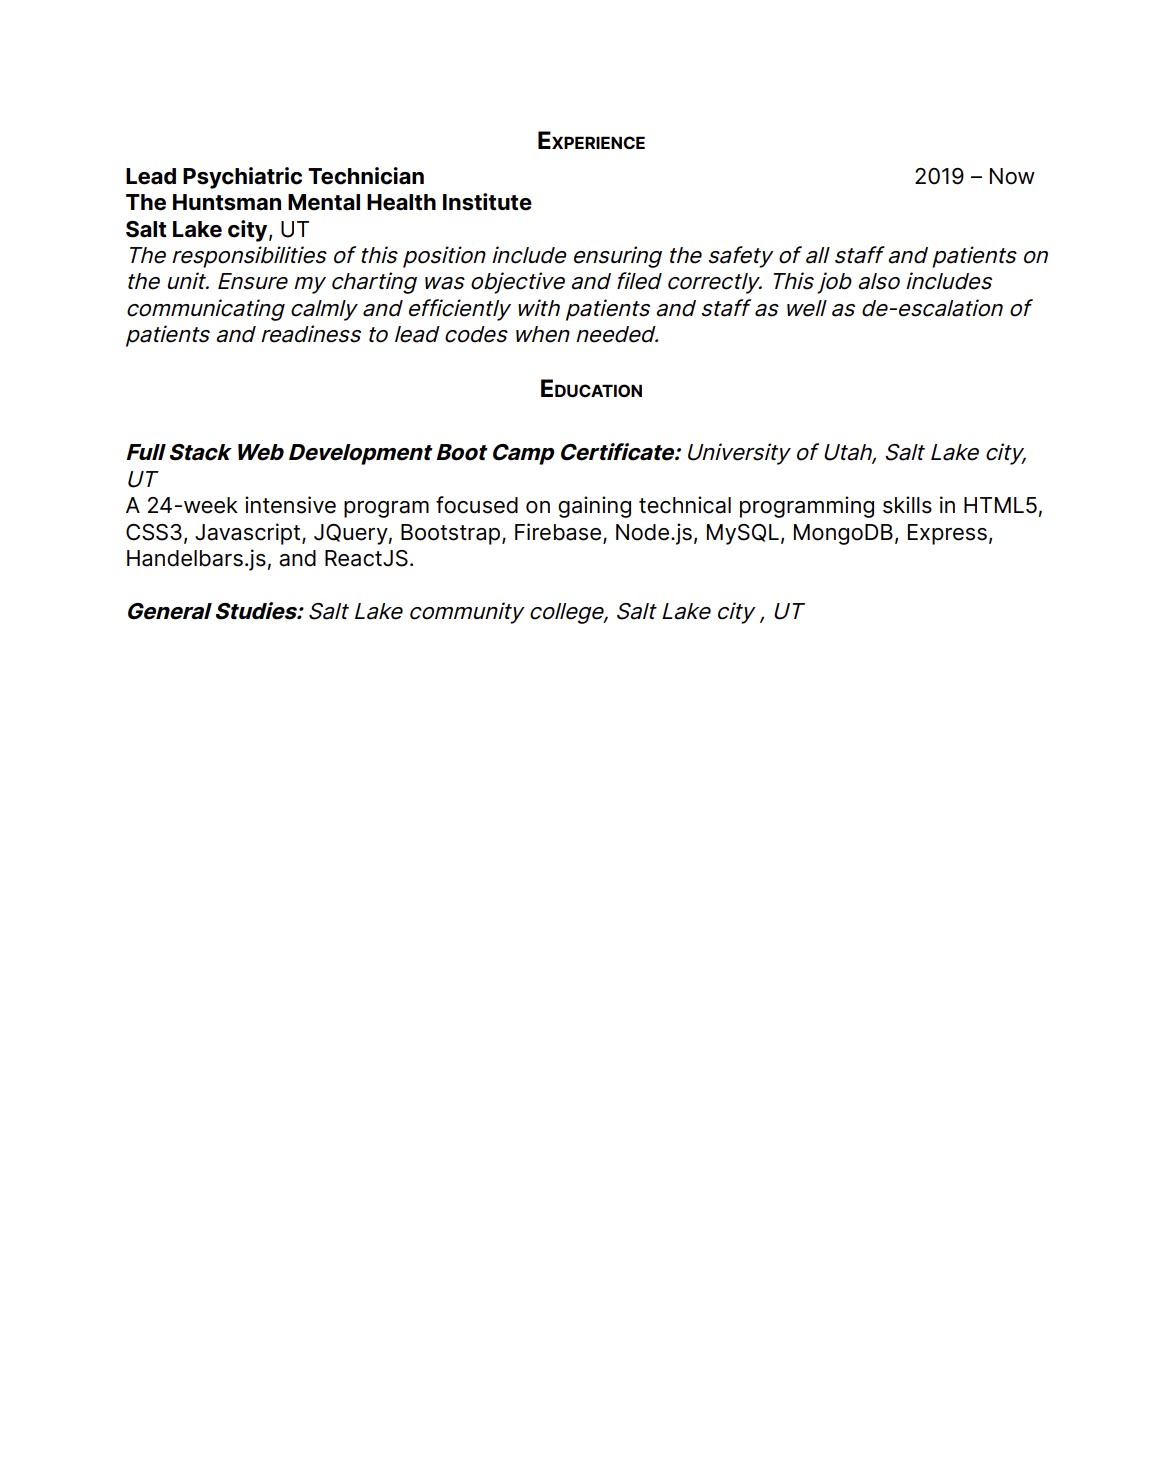 Experience
Lead Psychiatric Technician 2019 – Now
The Huntsman Mental Health Institute
Salt Lake city, UT
The responsibilities of this position include ensuring the safety of all staff and patients on
the unit. Ensure my charting was objective and filed correctly. This job also includes
communicating calmly and efficiently with patients and staff as well as de-escalation of
patients and readiness to lead codes when needed.
Education
Full Stack Web Development Boot Camp Certificate: University of Utah, Salt Lake city,
UT
A 24-week intensive program focused on gaining technical programming skills in HTML5,
CSS3, Javascript, JQuery, Bootstrap, Firebase, Node.js, MySQL, MongoDB, Express,
Handelbars.js, and ReactJS.
General Studies: Salt Lake community college, Salt Lake city , UT